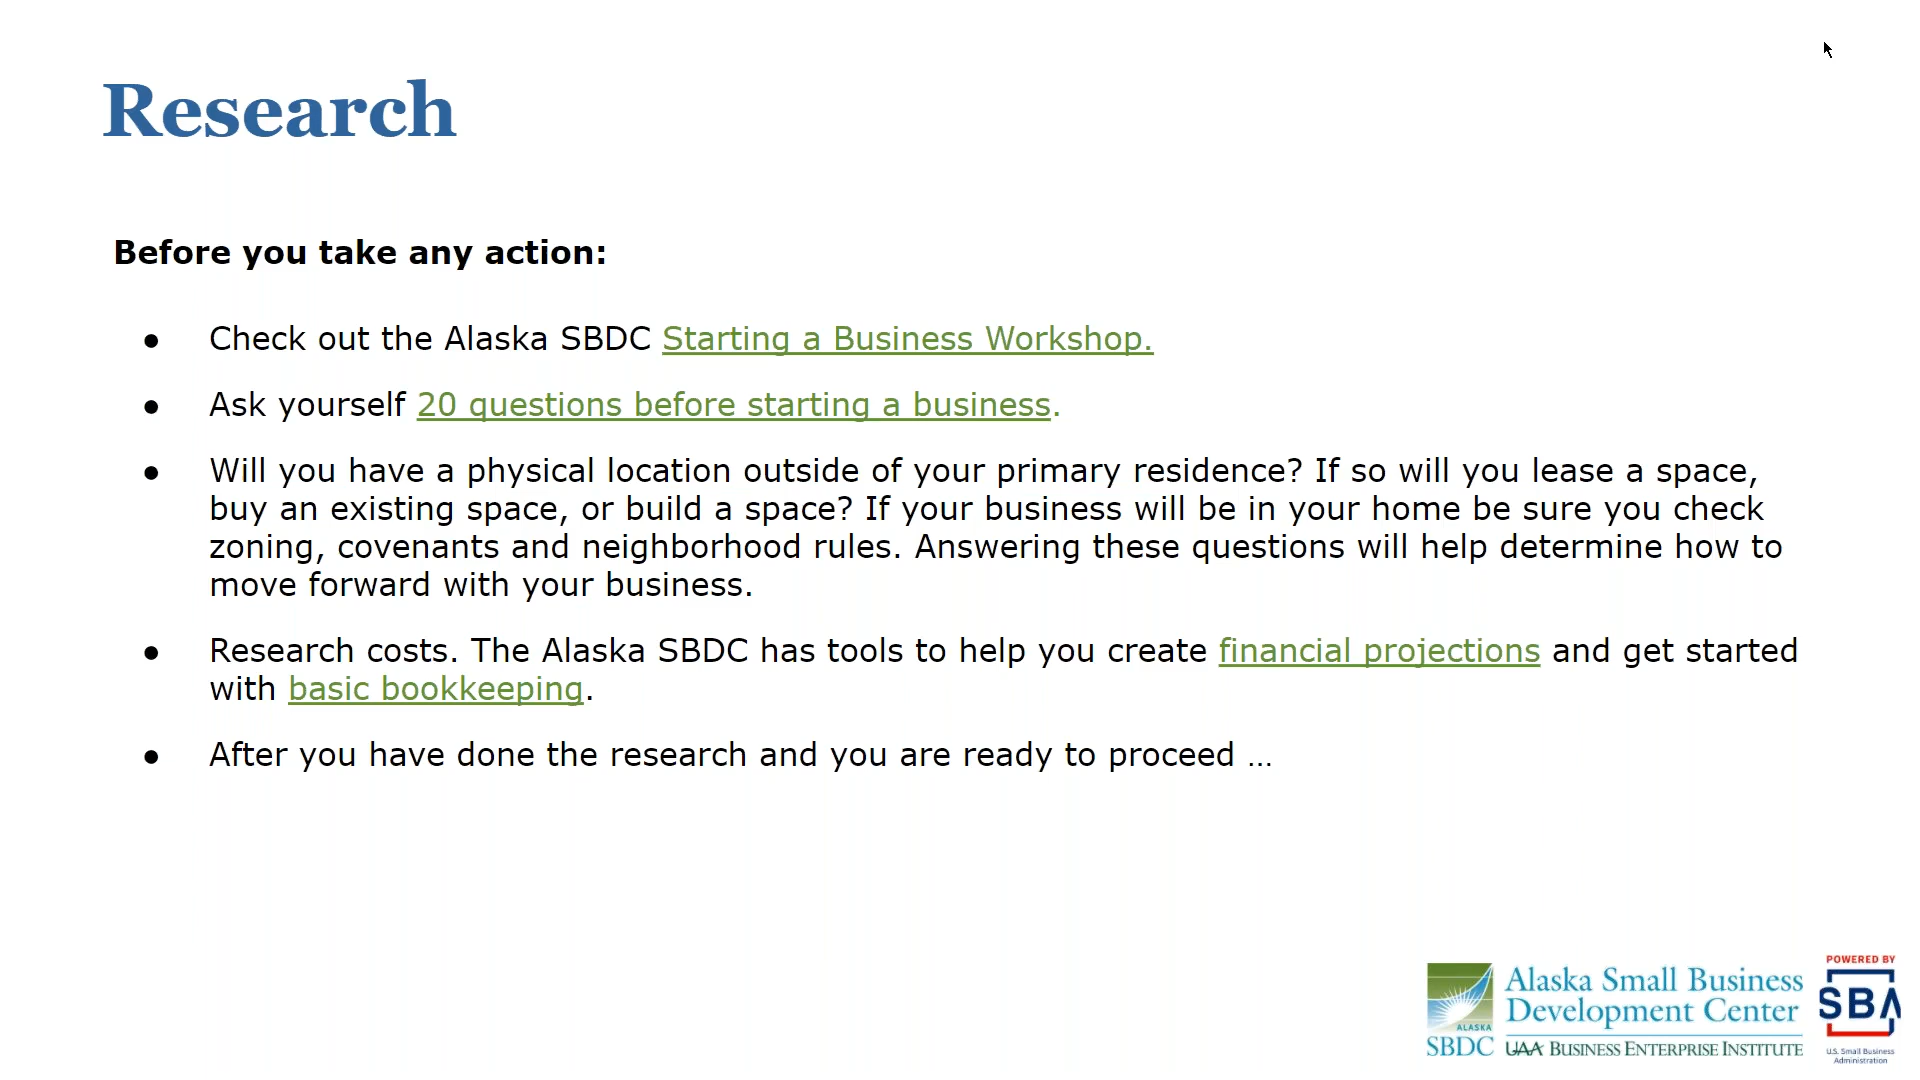 Research
Before you take any action:
● Check out the Alaska SBDC Starting a Business Workshop.
● Ask yourself 20 questions before starting a business.
● Will you have a physical location outside of your primary residence? If so will you lease a space,
buy an existing space, or build a space? If your business will be in your home be sure you check
zoning, covenants and neighborhood rules. Answering these questions will help determine how to
move forward with your business.
● Research costs. The Alaska SBDC has tools to help you create financial projections and get started
with basic bookkeeping.
● After you have done the research and you are ready to proceed …
ALASKA
SBDC
Alaska Small Business
Development Center
UAA BUSINESS ENTERPRISE INSTITUTE
POWERED BY
SBA
U.S. Small Business
Administration